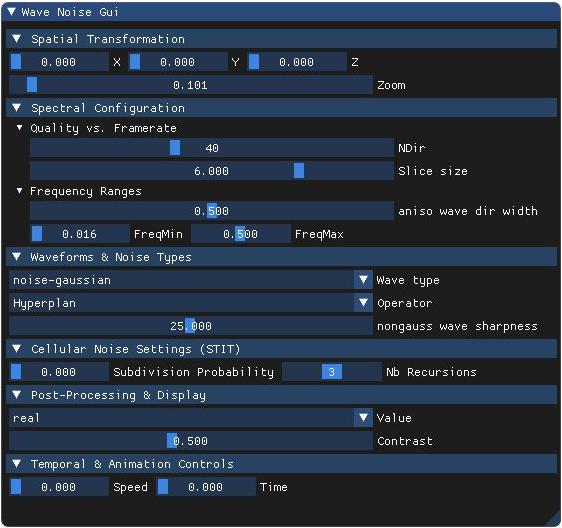 Wave Noise Gui
Spatial Transformation
0.000 X 0.000 Y 0.000 Z
0.101 Zoom
Spectral Configuration
Quality vs. Framerate
40 NDir
6.000 Slice size
Frequency Ranges
0.500 aniso wave dir width
0.016 FreqMin 0.500 FreqMax
Waveforms & Noise Types
noise-gaussian Wave type
Hyperplan Operator
25.000 nongauss wave sharpness
Cellular Noise Settings (STIT)
0.000 Subdivision Probability 3 Nb Recursions
Post-Processing & Display
real Value
0.500 Contrast
Temporal & Animation Controls
0.000 Speed 0.000 Time